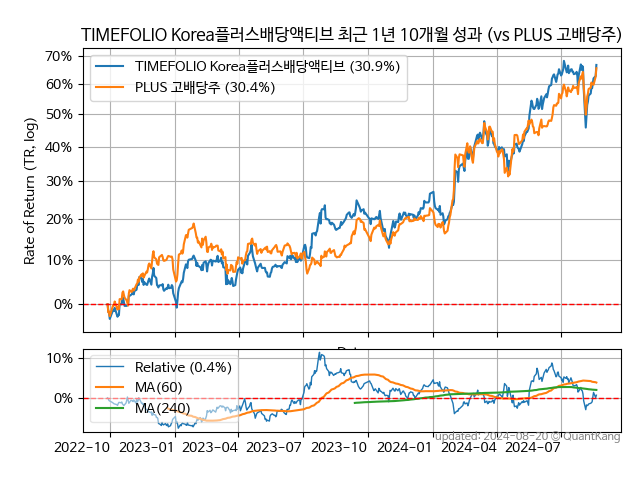 TIMEFOLIO Korea플러스배당액티브 최근 1년 10개월 성과 (vs PLUS 고배당주)
70%
60%
50%
40%
30%
20%
10%
0%
Rate of Return (TR, log)
TIMEFOLIO Korea플러스배당액티브 (30.9%)
PLUS 고배당주 (30.4%)
10%
0%
Relative (0.4%)
MA(60)
MA(240)
2022-10 2023-01 2023-04 2023-07 2023-10 2024-01 2024-04 2024-07
updated: 2024-08-20 © QuantKang